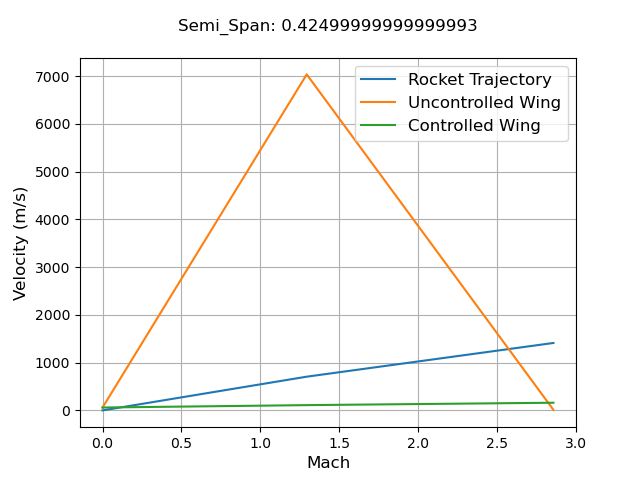 Semi_Span: 0.42499999999999993
7000
6000
5000
4000
3000
2000
1000
0
Velocity (m/s)
Rocket Trajectory
Uncontrolled Wing
Controlled Wing
0.0 0.5 1.0 1.5 2.0 2.5 3.0
Mach